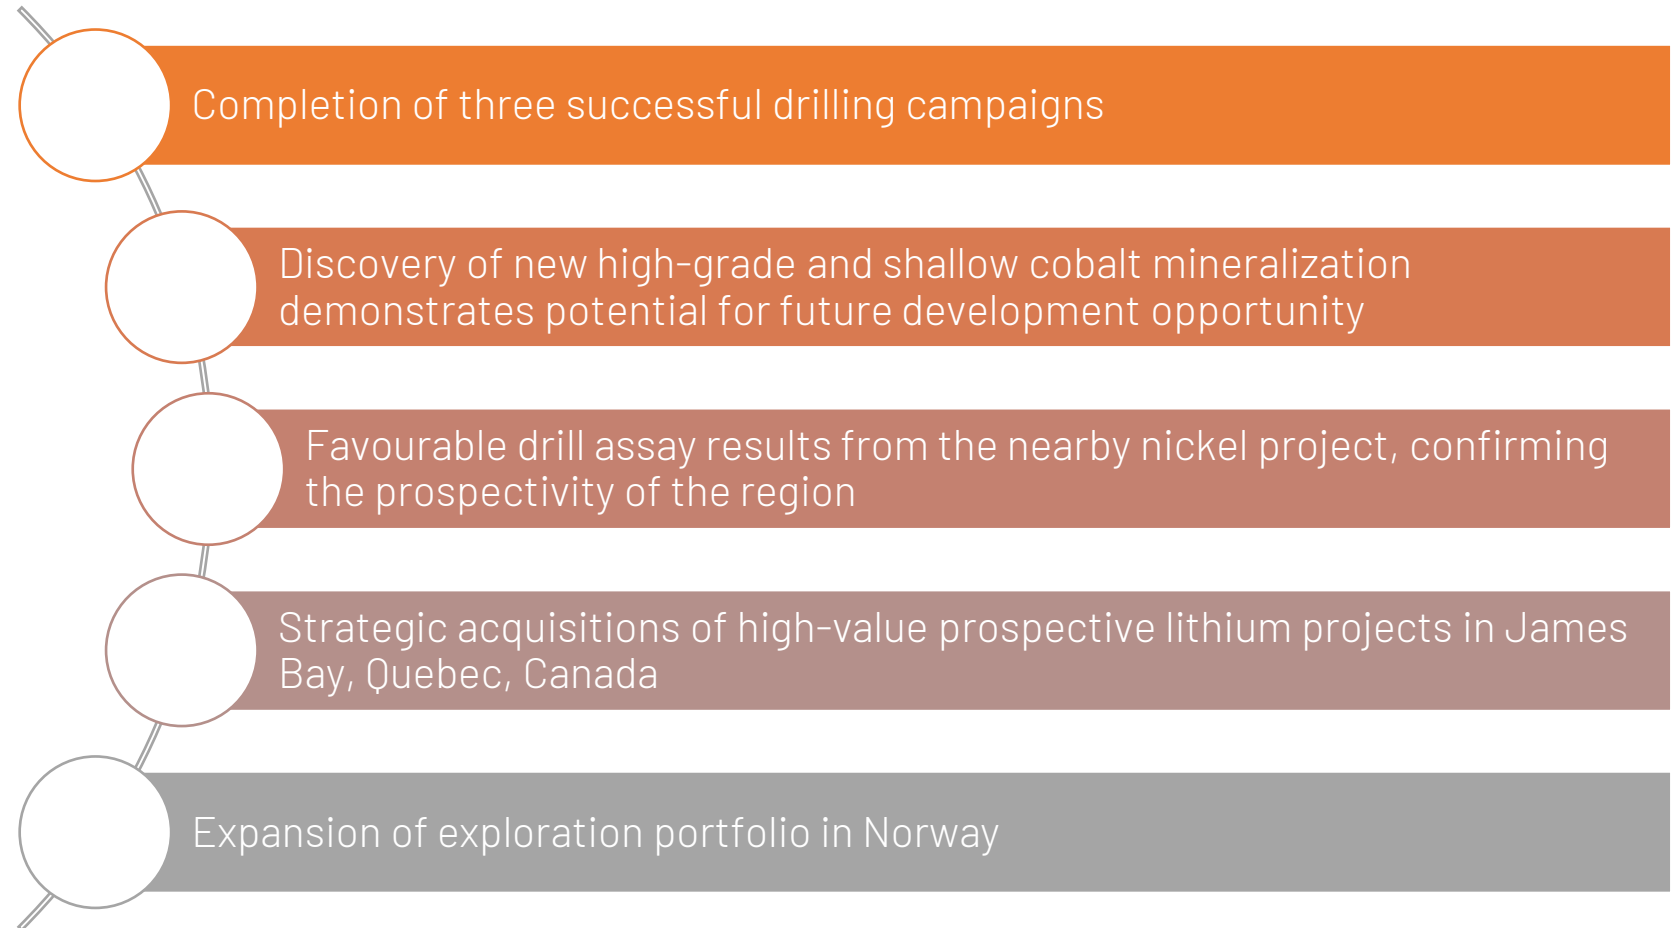 Completion of three successful drilling campaigns
Discovery of new high-grade and shallow cobalt mineralization
demonstrates potential for future development opportunity
Favourable drill assay results from the nearby nickel project, confirming
the prospectivity of the region
Strategic acquisitions of high-value prospective lithium projects in James
Bay, Quebec, Canada
Expansion of exploration portfolio in Norway